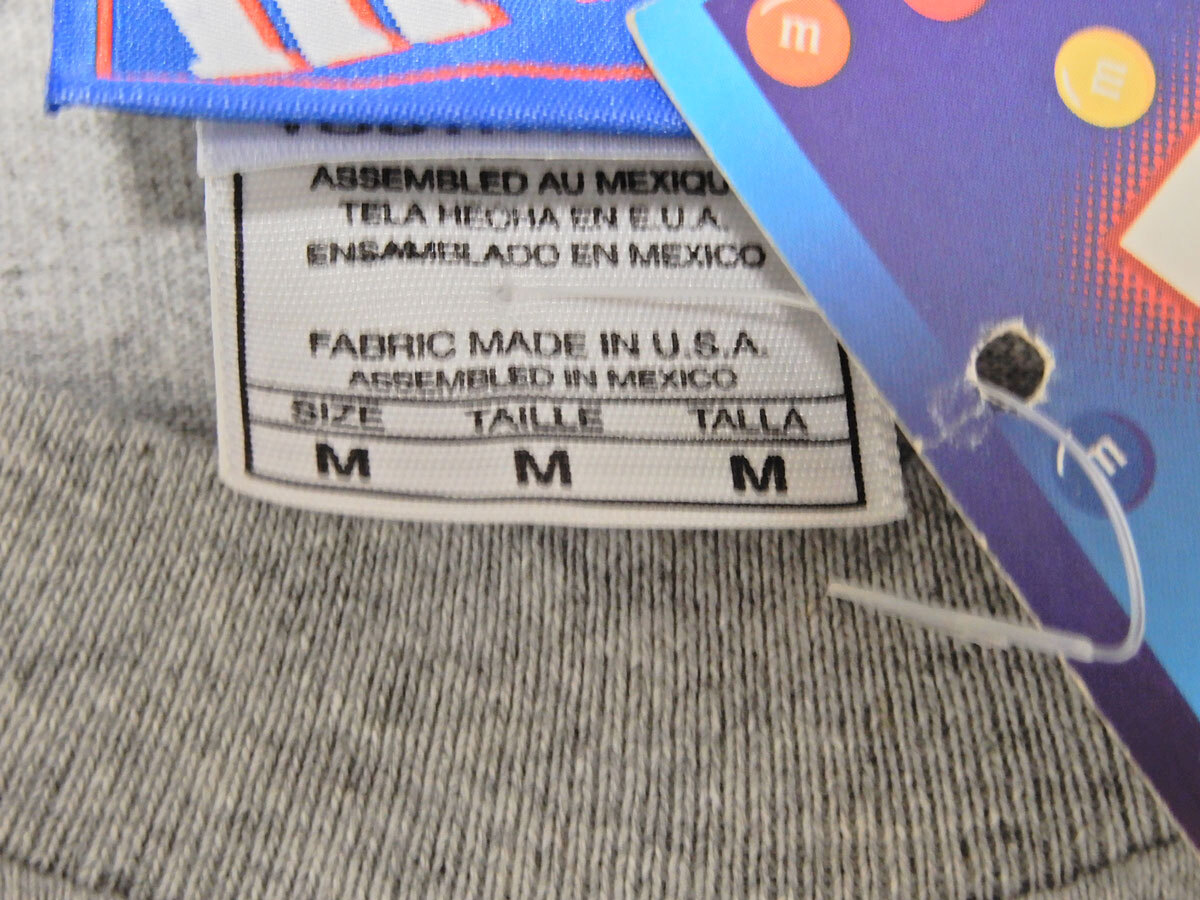 ASSEMBLED AU MEXIQU
TELA HECHA EN E.U.A.
ENSAMBLADO EN MEXICO
FABRIC MADE IN U.S.A.
ASSEMBLED IN MEXICO
SIZE TAILLE TALLA
M M M
m
m
m